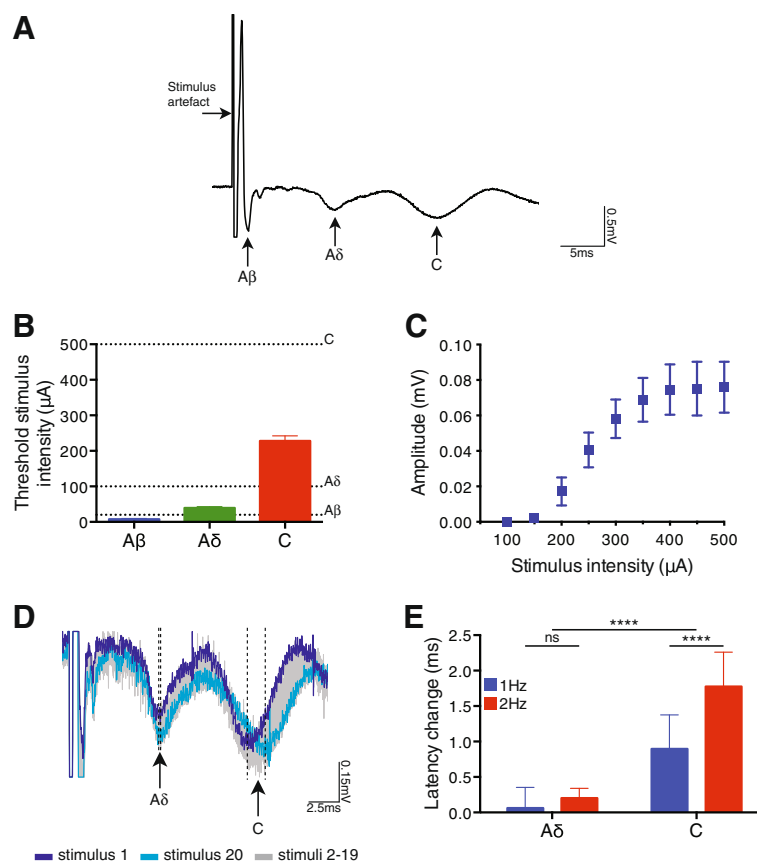 A
Stimulus
artefact
Aβ
Aδ
C
0.5mV
5ms
B
Threshold stimulus
intensity (µA)
500
400
300
200
100
0
C
Aδ
Aβ
Aβ
Aδ
C
C
Amplitude (mV)
0.10
0.08
0.06
0.04
0.02
0.00
100
200
300
400
500
Stimulus intensity (µA)
D
Aδ
C
0.15mV
2.5ms
stimulus 1
stimulus 20
stimuli 2-19
E
Latency change (ms)
2.5
2.0
1.5
1.0
0.5
0.0
1Hz
2Hz
ns
****
****
Aδ
C